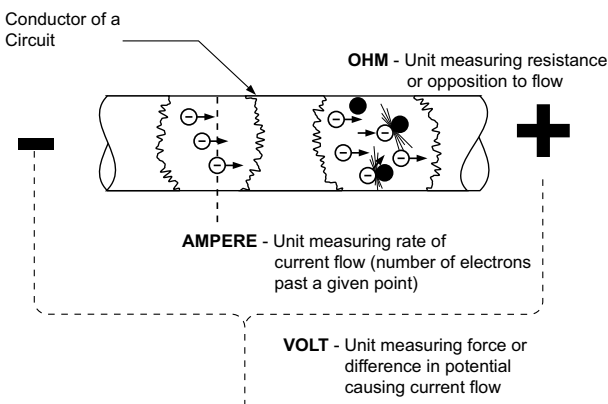 Conductor of a
Circuit
OHM - Unit measuring resistance
or opposition to flow
AMPERE - Unit measuring rate of
current flow (number of electrons
past a given point)
VOLT - Unit measuring force or
difference in potential
causing current flow